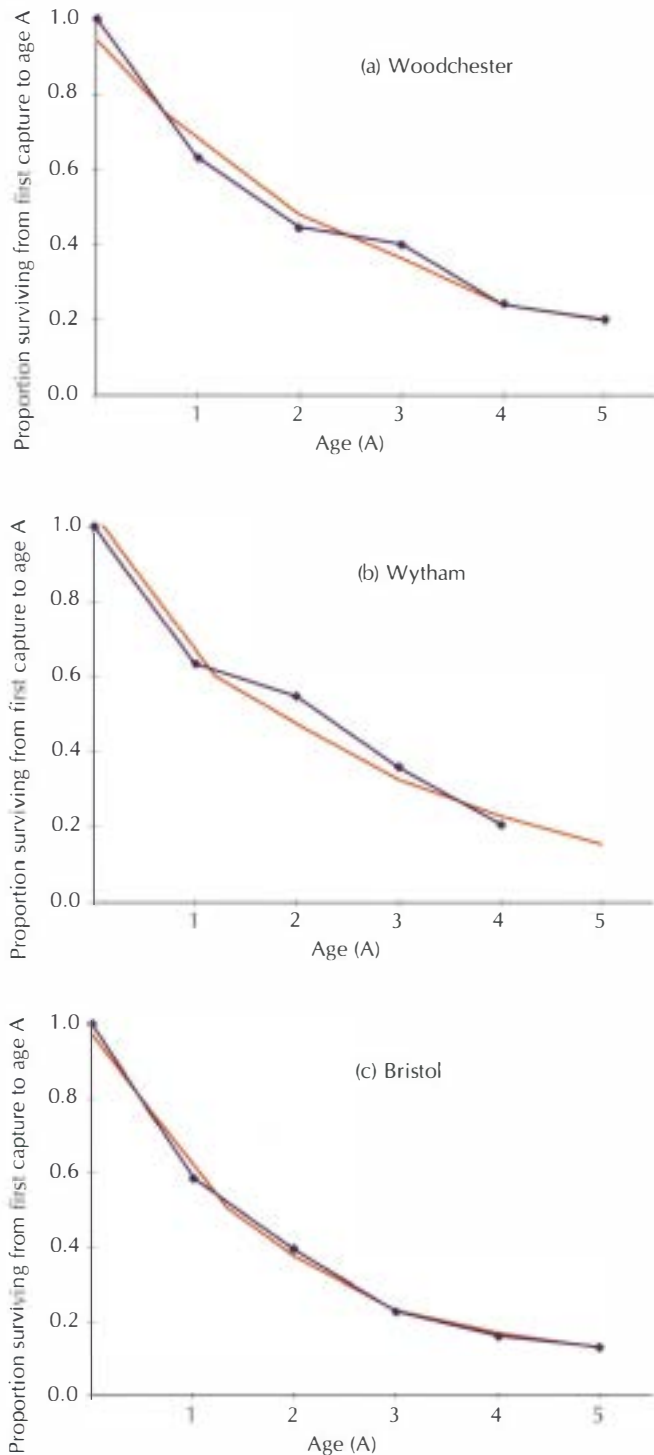 Proportion surviving from first capture to age A
1.0
0.8
0.6
0.4
0.2
0.0
(a) Woodchester
1 2 3 4 5
Age (A)
Proportion surviving from first capture to age A
1.0
0.8
0.6
0.4
0.2
0.0
(b) Wytham
1 2 3 4 5
Age (A)
Proportion surviving from first capture to age A
1.0
0.8
0.6
0.4
0.2
0.0
(c) Bristol
1 2 3 4 5
Age (A)